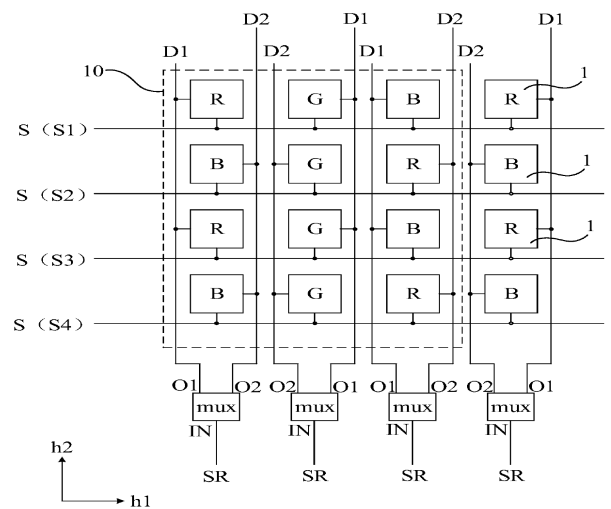 D2 D1 D2 D1
D1 D2 D1 D2
10
R G B R 1
S（S1）
B G R B 1
S（S2）
R G B R 1
S（S3）
B G R B
S（S4）
O1 O2 O2 O1 O1 O2 O2 O1
mux mux mux mux
IN IN IN IN
h2
SR SR SR SR
h1